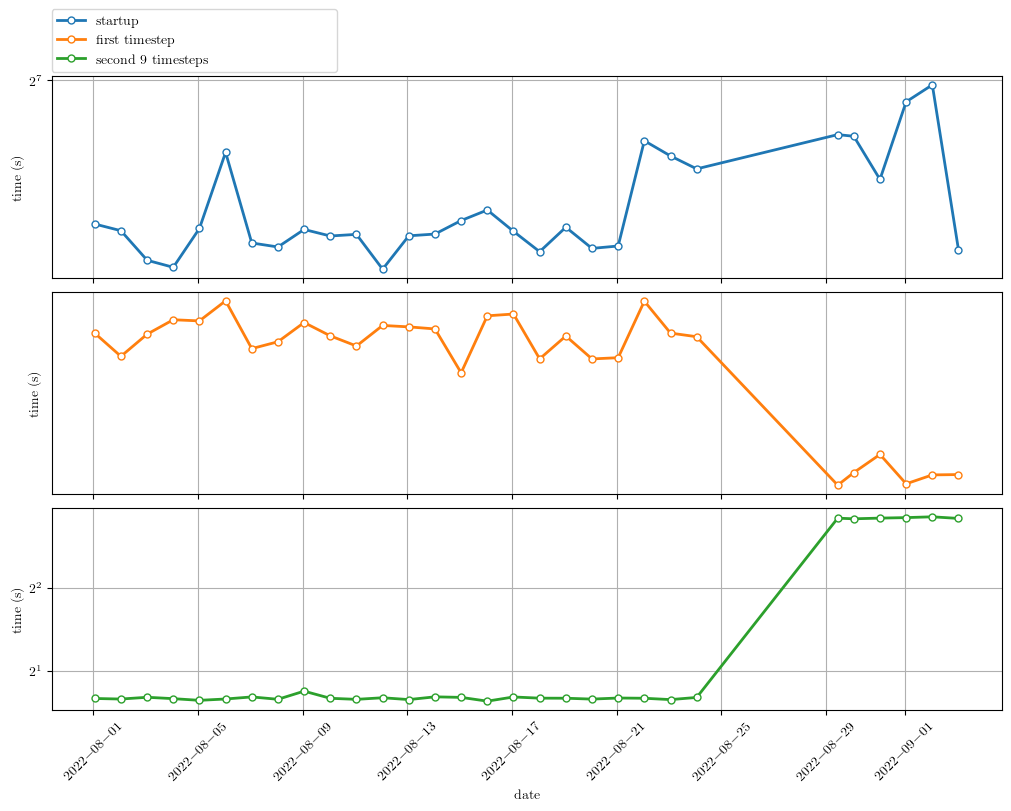 startup
first timestep
second 9 timesteps
2^7
time (s)
time (s)
2^2
time (s)
2^1
2022−08−01
2022−08−05
2022−08−09
2022−08−13
2022−08−17
2022−08−21
2022−08−25
2022−08−29
2022−09−01
date